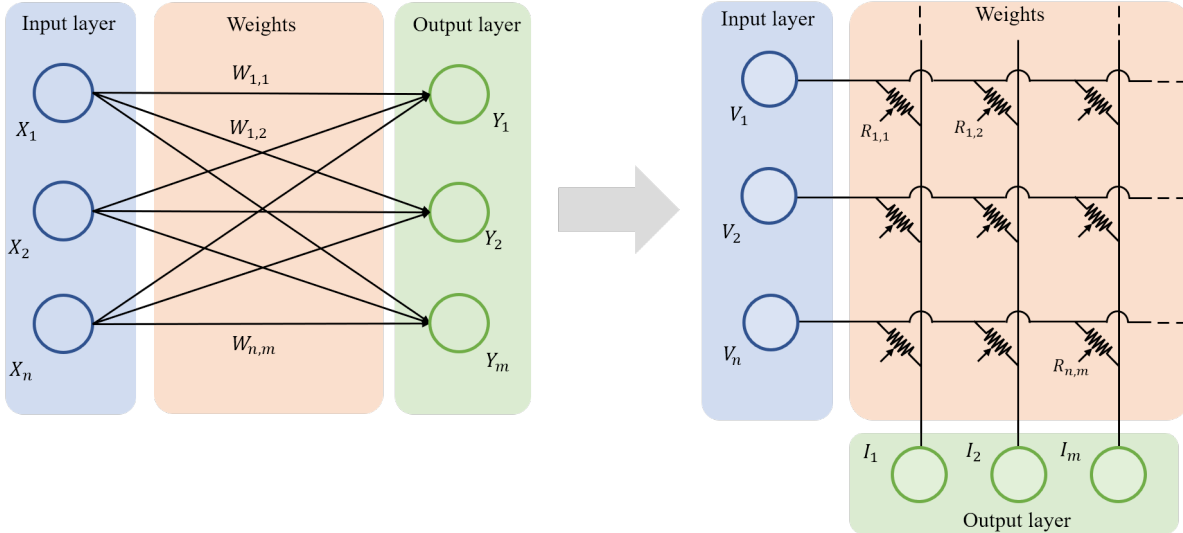 Input layer
Weights
Output layer
W1,1
X1
Y1
W1,2
X2
Y2
Wn,m
Xn
Ym
Input layer
Weights
V1
R1,1
R1,2
V2
Vn
Rn,m
I1
I2
Im
Output layer